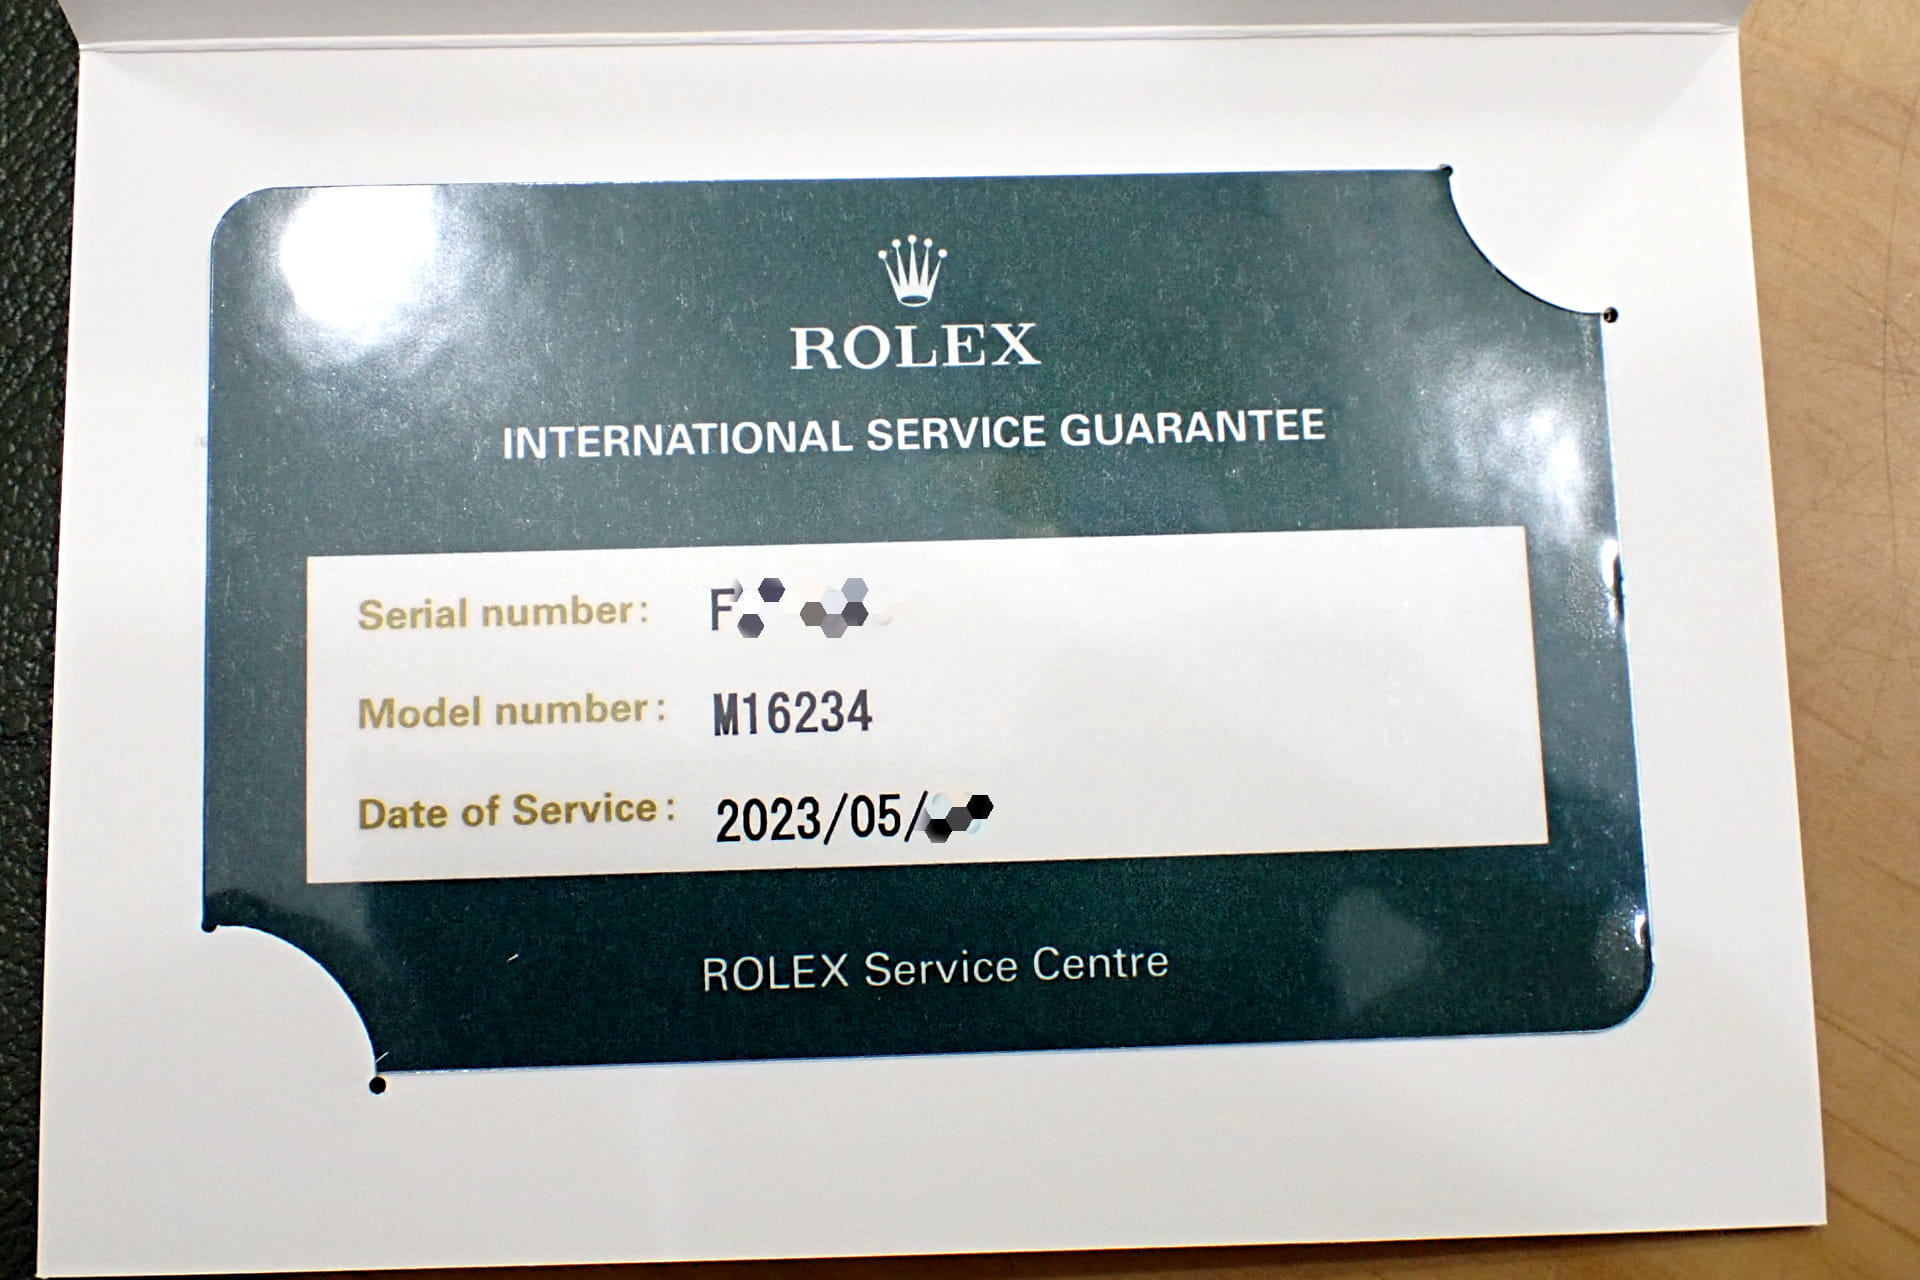 ROLEX
INTERNATIONAL SERVICE GUARANTEE
Serial number: F
Model number: M16234
Date of Service: 2023/05/
ROLEX Service Centre